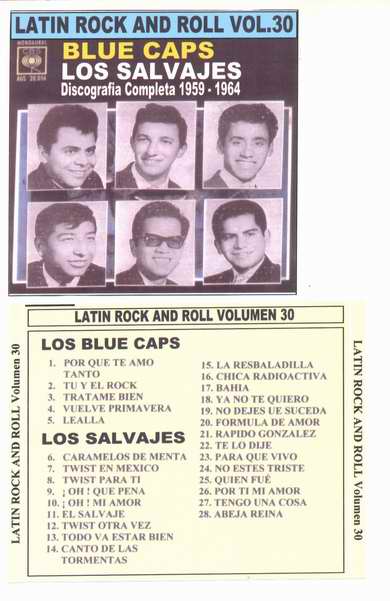 LATIN ROCK AND ROLL VOL.30
MONOAURAL
CBS
AUS 20.014
BLUE CAPS
LOS SALVAJES
Discografia Completa 1959 - 1964
LATIN ROCK AND ROLL VOLUMEN 30
LATIN ROCK AND ROLL Volumen 30
LOS BLUE CAPS
1. POR QUE TE AMO
TANTO
2. TU Y EL ROCK
3. TRATAME BIEN
4. VUELVE PRIMAVERA
5. LEALLA
LOS SALVAJES
6. CARAMELOS DE MENTA
7. TWIST EN MEXICO
8. TWIST PARA TI
9. ¡ OH ! QUE PENA
10. ¡ OH ! MI AMOR
11. EL SALVAJE
12. TWIST OTRA VEZ
13. TODO VA ESTAR BIEN
14. CANTO DE LAS
TORMENTAS
15. LA RESBALADILLA
16. CHICA RADIOACTIVA
17. BAHIA
18. YA NO TE QUIERO
19. NO DEJES UE SUCEDA
20. FORMULA DE AMOR
21. RAPIDO GONZALEZ
22. TE LO DIJE
23. PARA QUE VIVO
24. NO ESTES TRISTE
25. QUIEN FUÉ
26. POR TI MI AMOR
27. TENGO UNA COSA
28. ABEJA REINA
LATIN ROCK AND ROLL Volumen 30